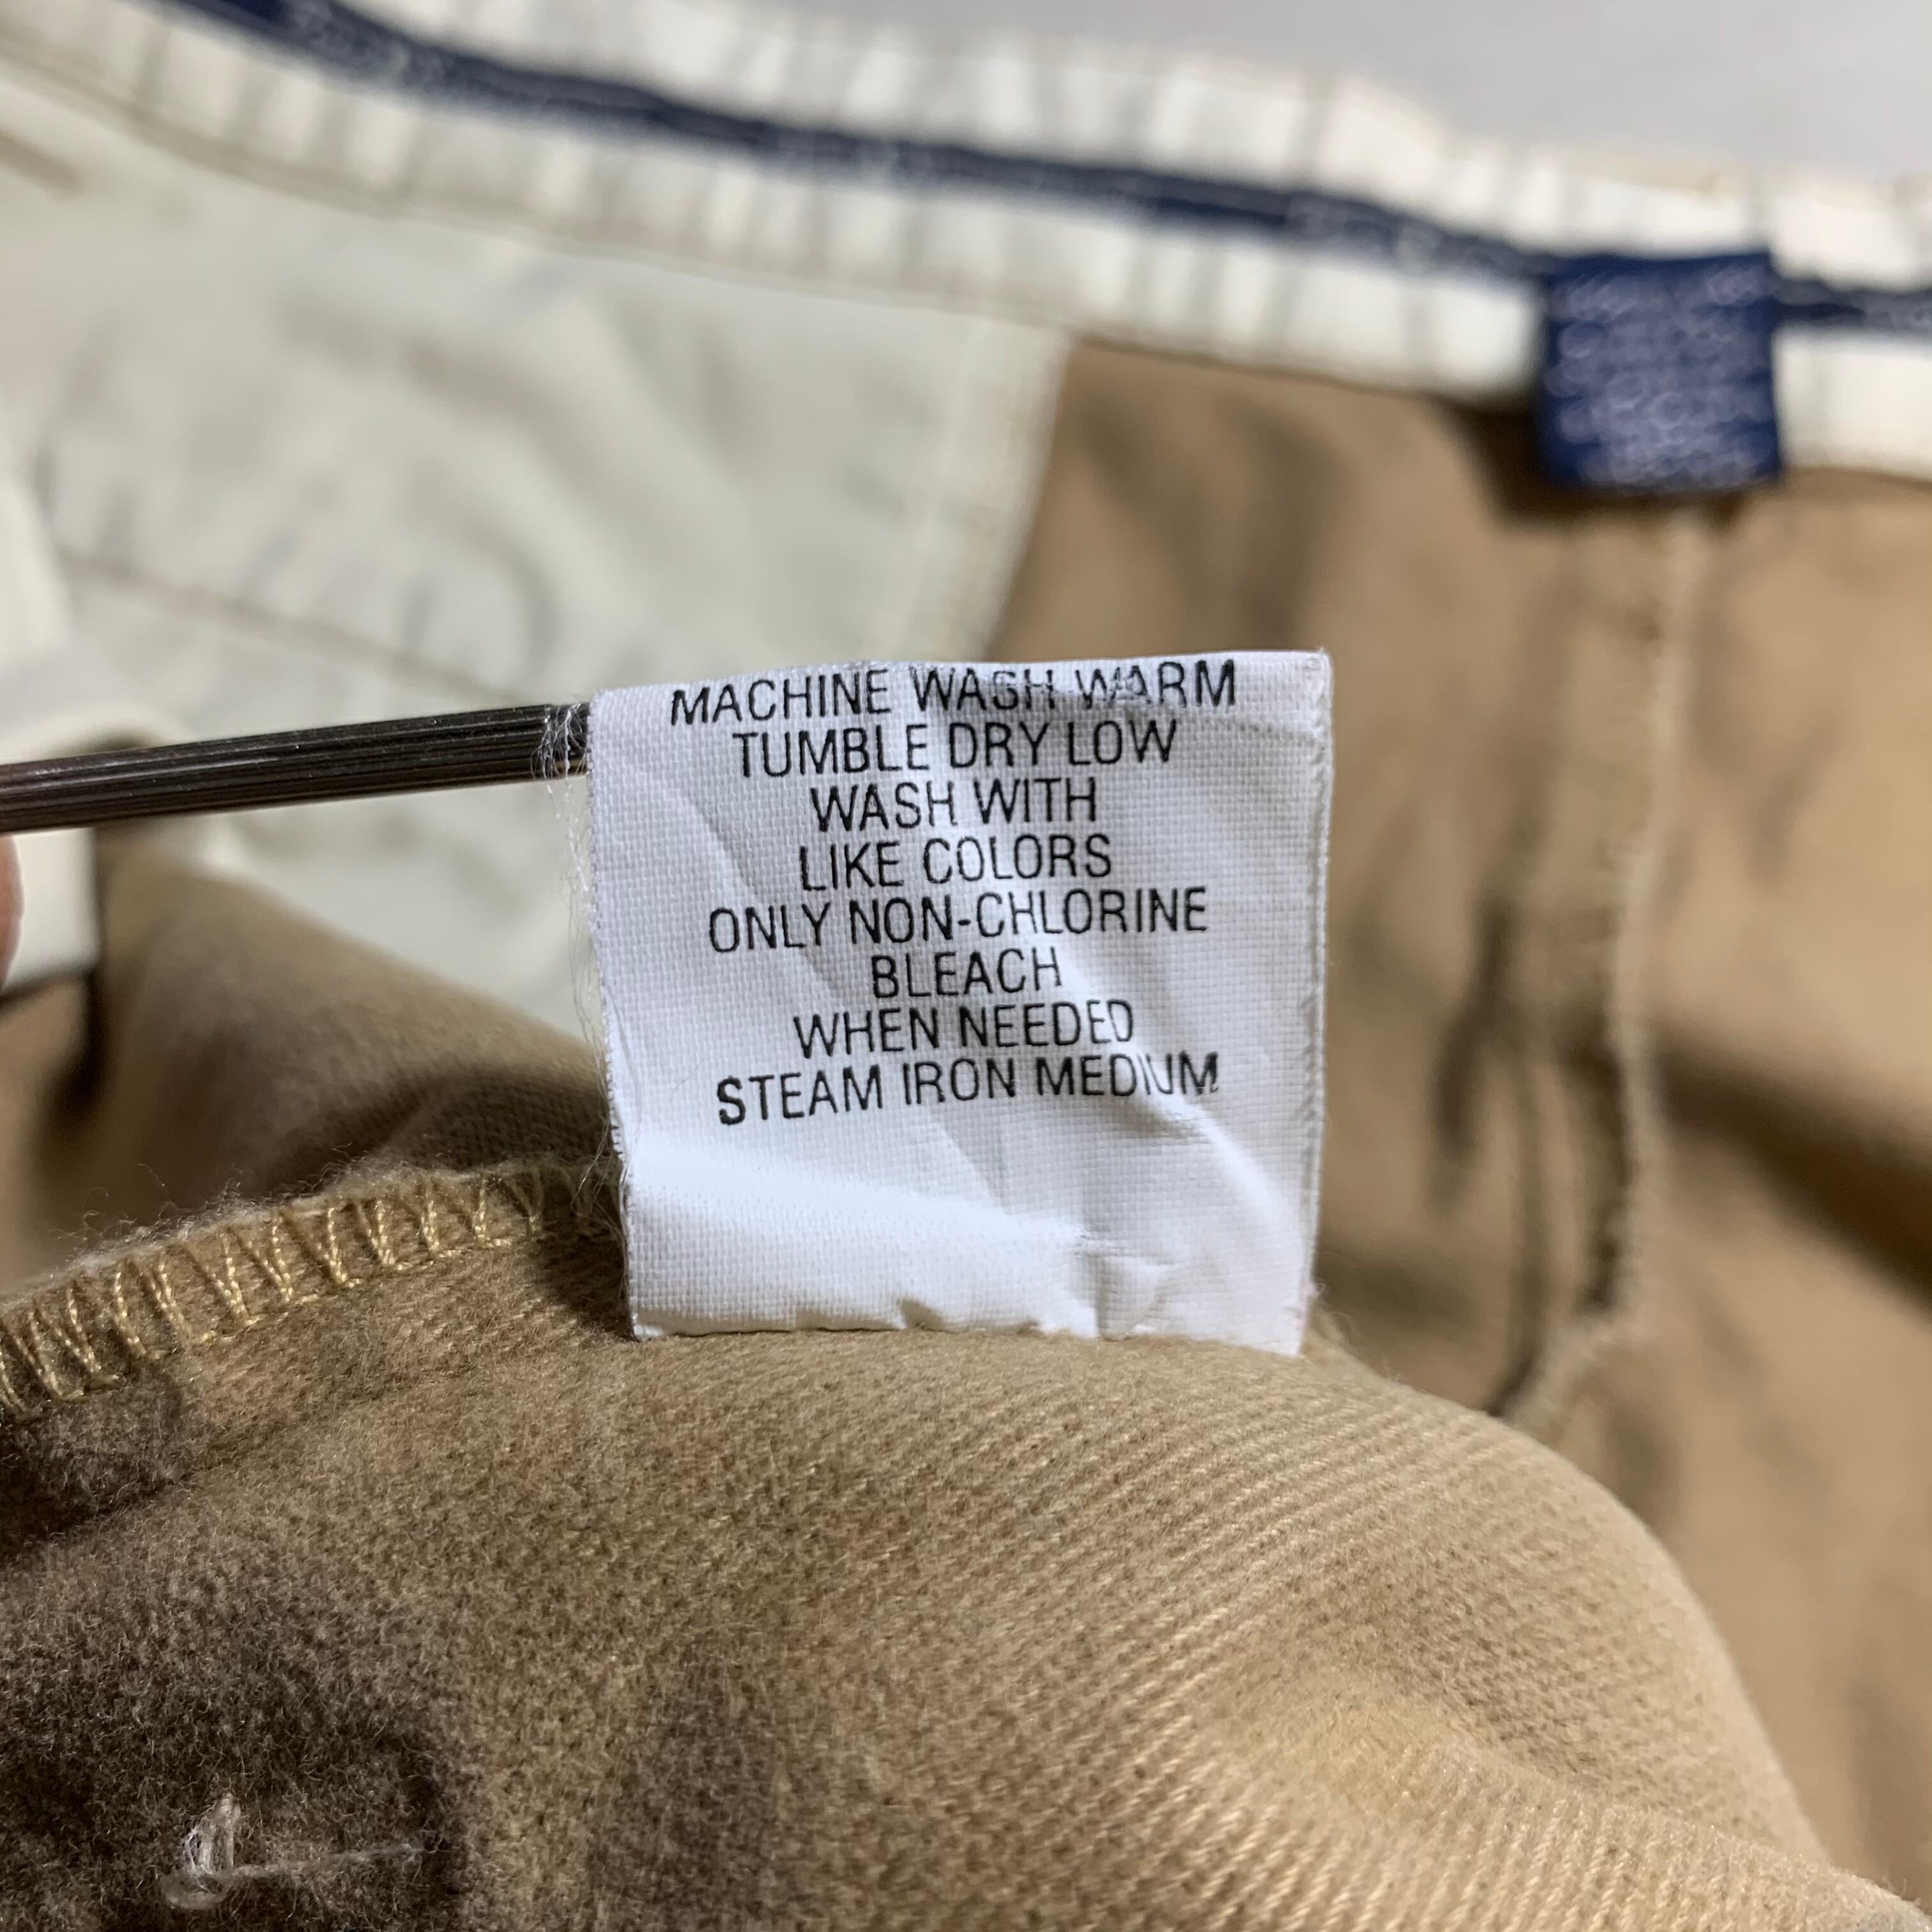 MACHINE WASH WARM
TUMBLE DRY LOW
WASH WITH
LIKE COLORS
ONLY NON-CHLORINE
BLEACH
WHEN NEEDED
STEAM IRON MEDIUM